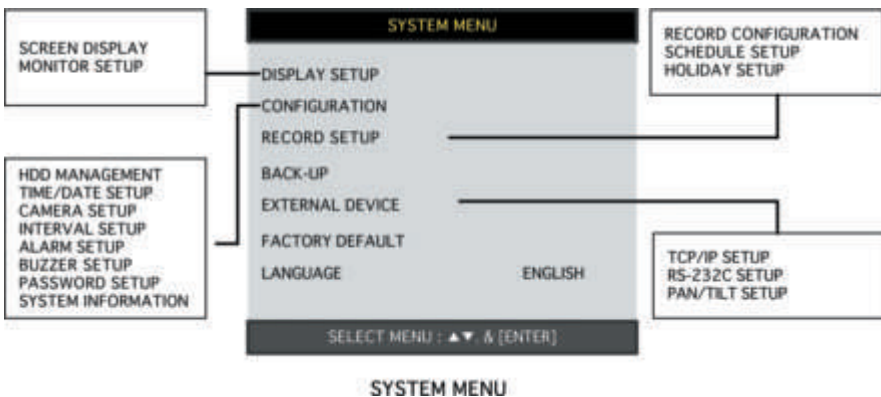 SYSTEM MENU
SCREEN DISPLAY
MONITOR SETUP
RECORD CONFIGURATION
SCHEDULE SETUP
HOLIDAY SETUP
DISPLAY SETUP
CONFIGURATION
RECORD SETUP
BACK-UP
EXTERNAL DEVICE
FACTORY DEFAULT
LANGUAGE ENGLISH
HDD MANAGEMENT
TIME/DATE SETUP
CAMERA SETUP
INTERVAL SETUP
ALARM SETUP
BUZZER SETUP
PASSWORD SETUP
SYSTEM INFORMATION
TCP/IP SETUP
RS-232C SETUP
PAN/TILT SETUP
SELECT MENU : ▲▼. & [ENTER]
SYSTEM MENU